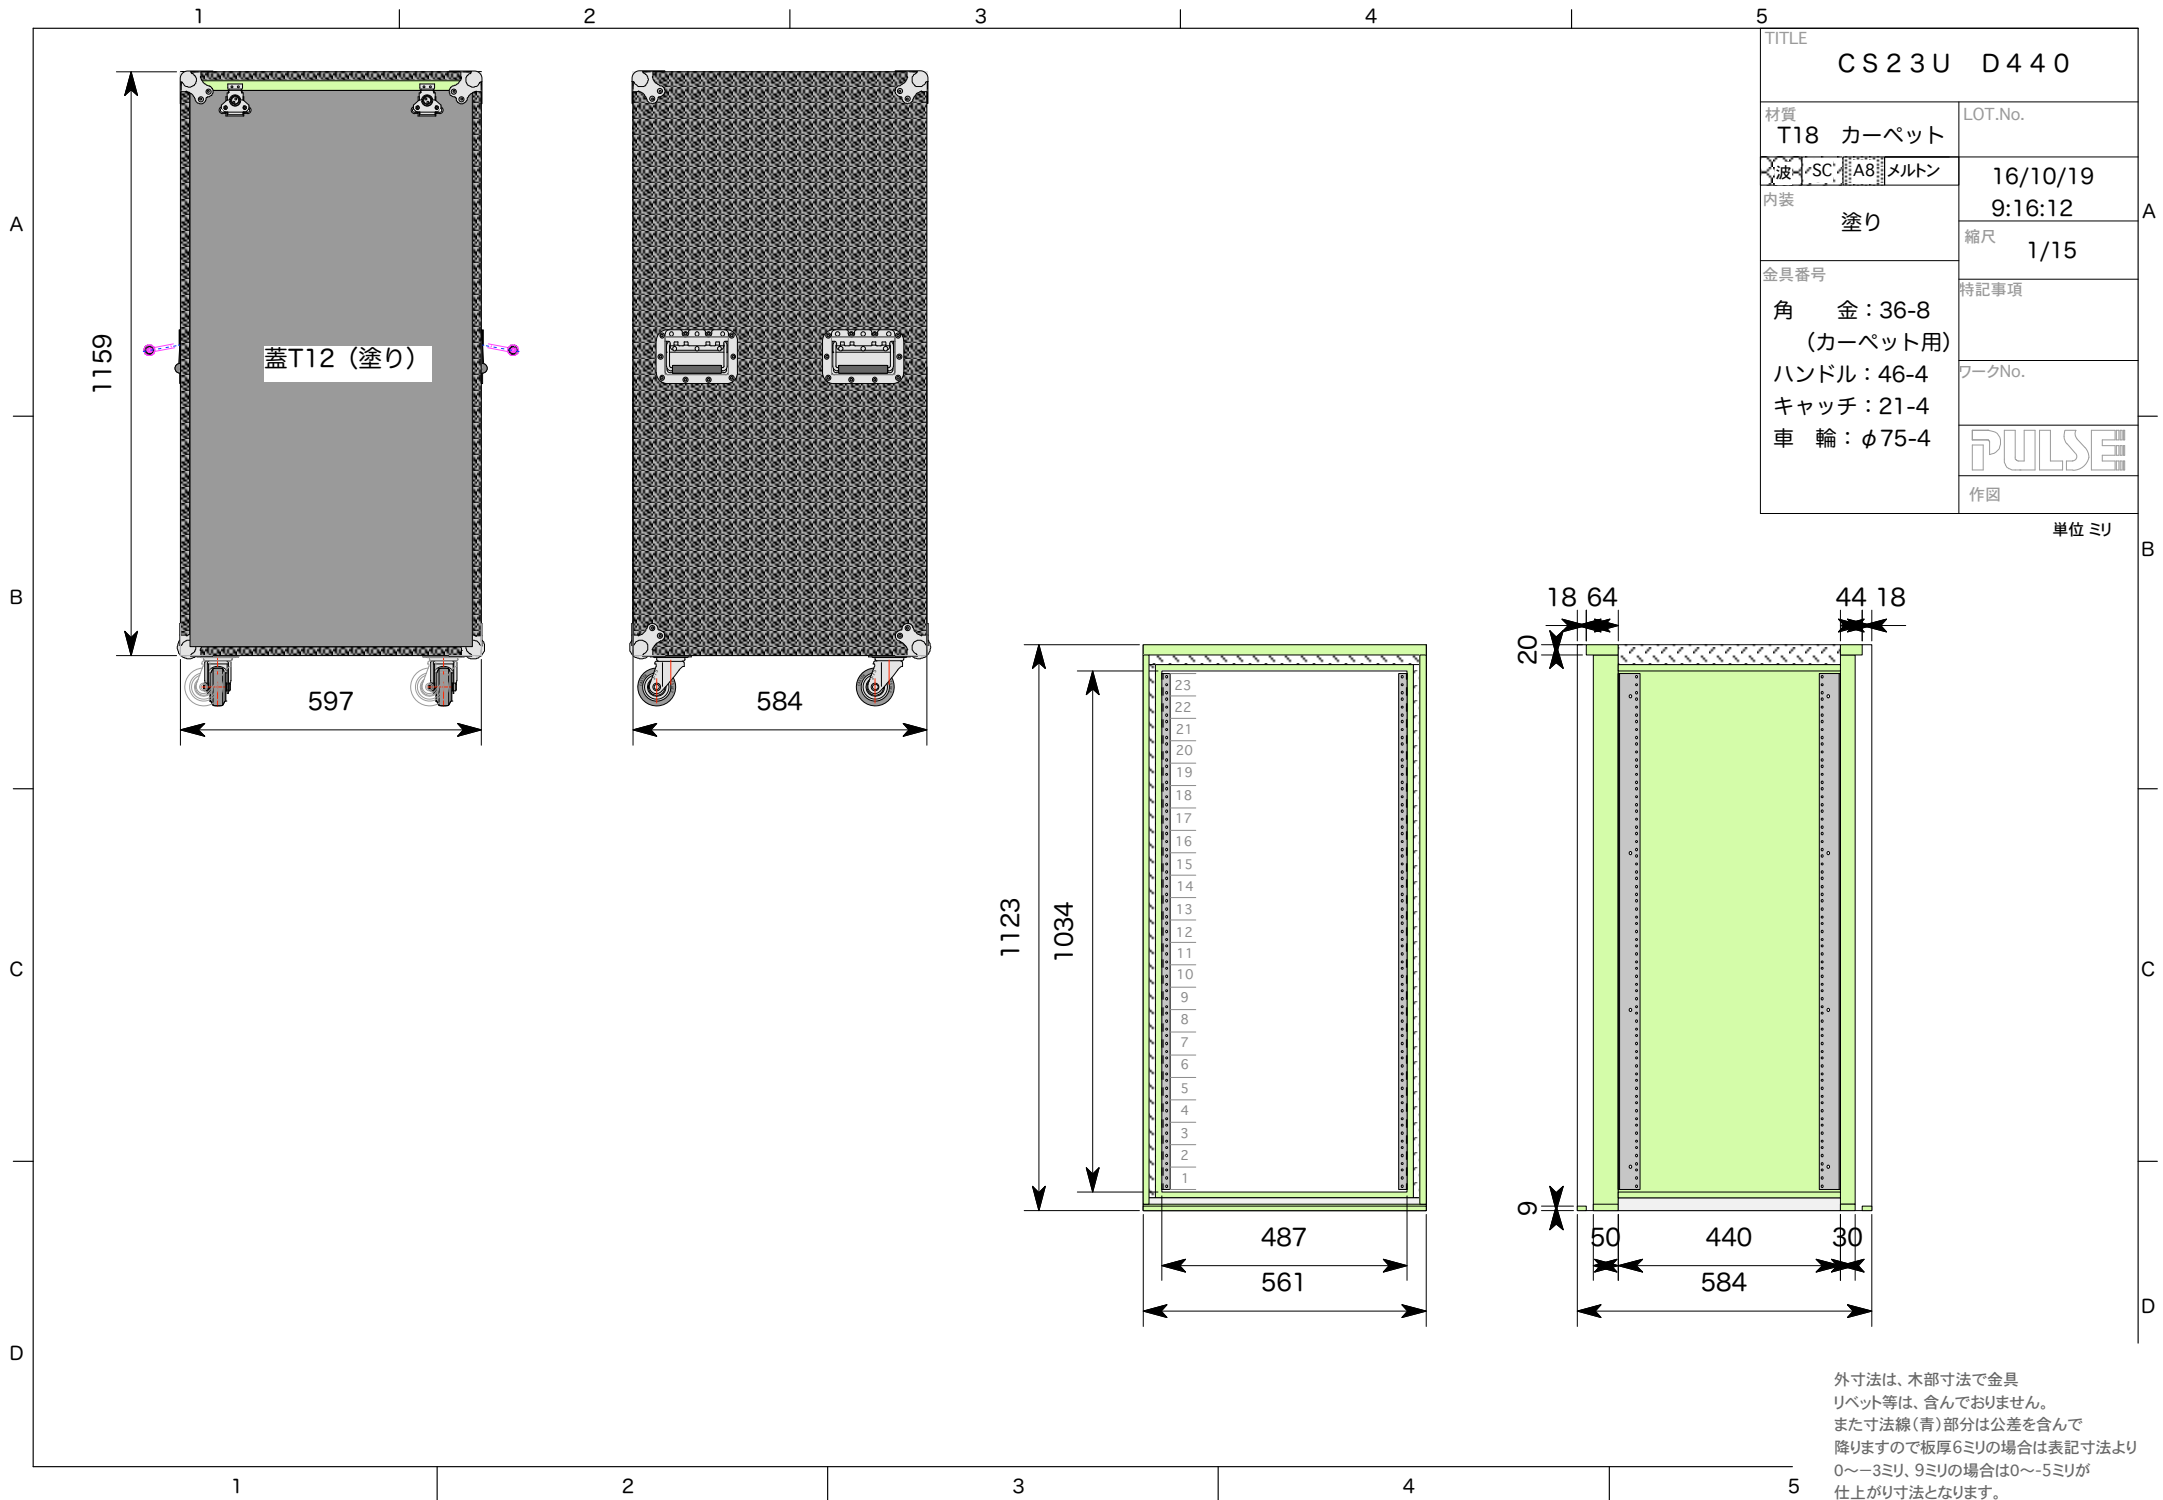 1 2 3 4 5
TITLE
CS23U D440
材質
T18 カーペット
LOT.No.
波 SC A8 メルトン
16/10/19
9:16:12
内装
塗り
縮尺
1/15
金具番号
特記事項
角 金：36-8
（カーペット用）
ハンドル：46-4
ワークNo.
キャッチ：21-4
車 輪：φ75-4
PULSE
作図
単位 ミリ
A
A
B
B
C
C
D
D
1159
蓋T12（塗り）
597
584
1123
1034
23
22
21
20
19
18
17
16
15
14
13
12
11
10
9
8
7
6
5
4
3
2
1
487
561
18 64
44 18
20
9
50 440 30
584
外寸法は、木部寸法で金具
リベット等は、含んでおりません。
また寸法線（青）部分は公差を含んで
降りますので板厚6ミリの場合は表記寸法より
0～－3ミリ、9ミリの場合は0～-5ミリが
仕上がり寸法となります。
1 2 3 4 5